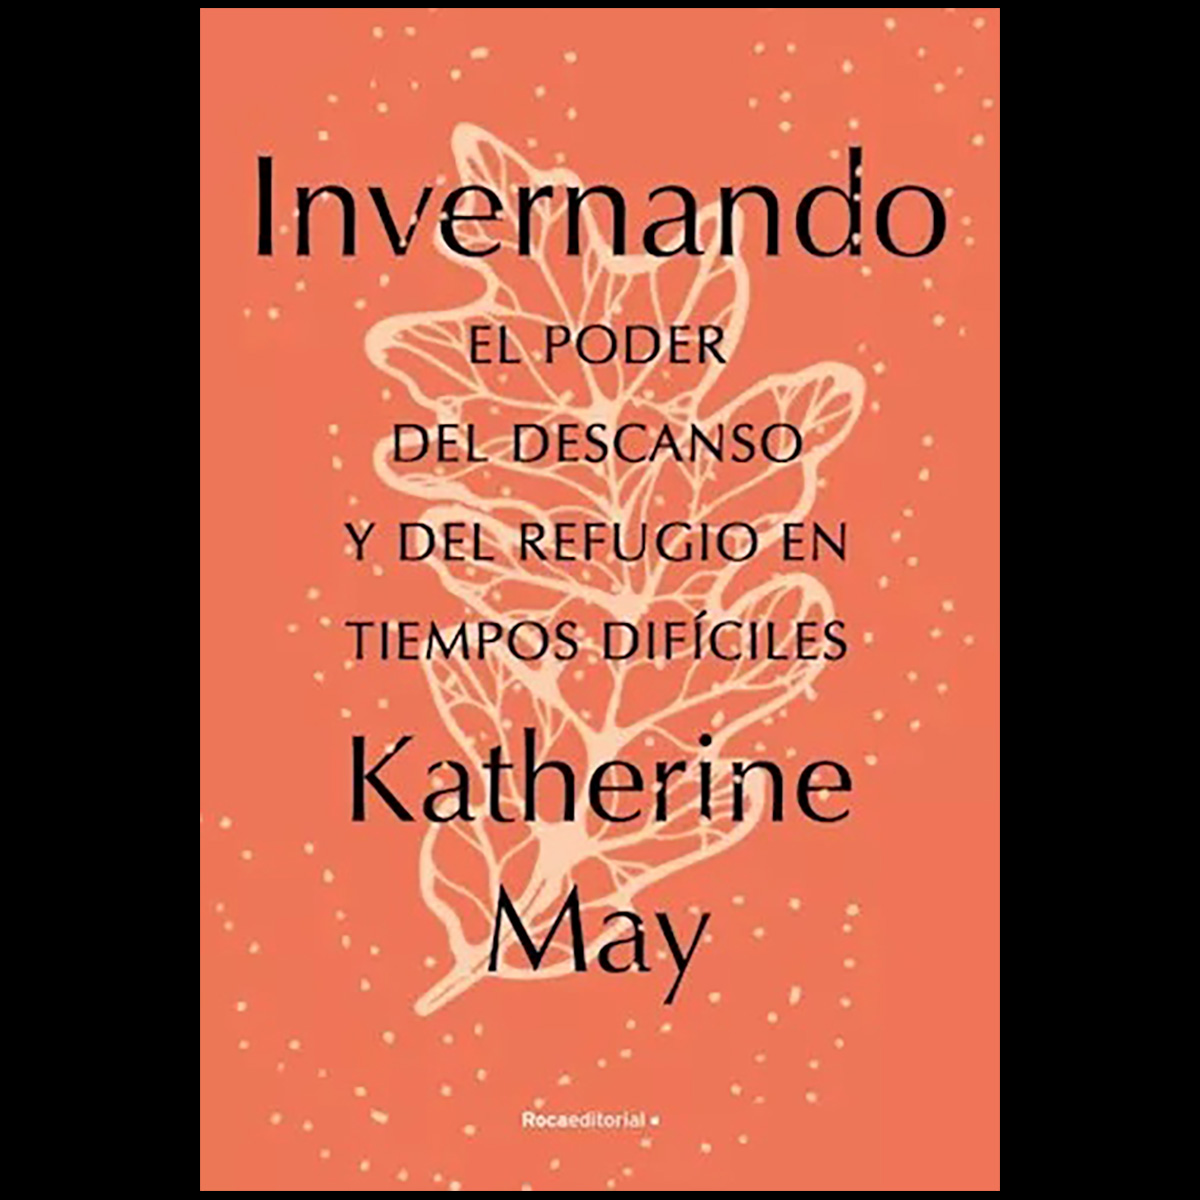 Invernando
EL PODER
DEL DESCANSO
Y DEL REFUGIO EN
TIEMPOS DIFÍCILES
Katherine
May
Rocaeditorial